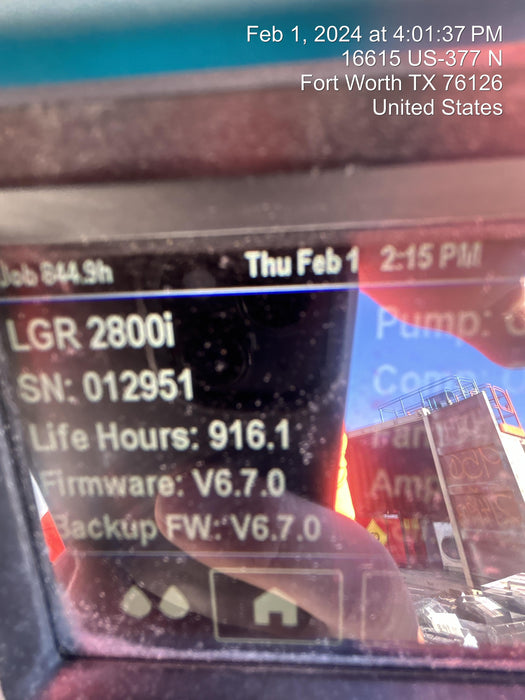 Feb 1, 2024 at 4:01:37 PM
16615 US-377 N
Fort Worth TX 76126
United States
Job 844.9h
Thu Feb 1 2:15 PM
LGR 2800i
SN: 012951
Life Hours: 916.1
Firmware: V6.7.0
Backup FW: V6.7.0
Pump: